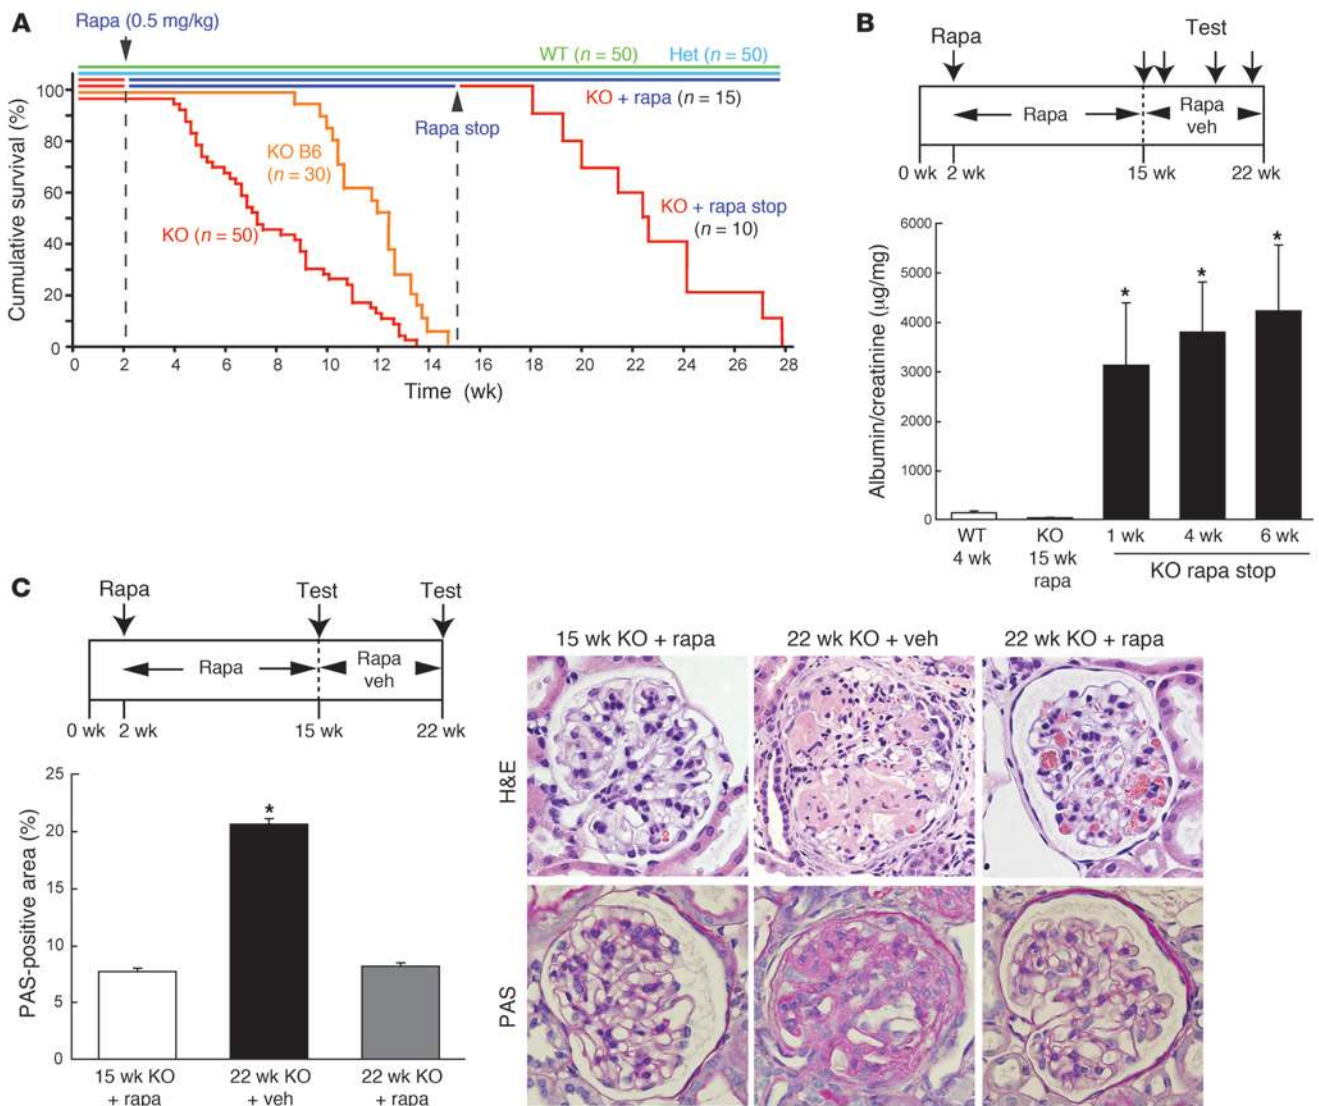 A
Rapa (0.5 mg/kg)
WT (n = 50)
Het (n = 50)
KO + rapa (n = 15)
Rapa stop
KO B6
(n = 30)
KO (n = 50)
KO + rapa stop
(n = 10)
Cumulative survival (%)
100
80
60
40
20
0
0 2 4 6 8 10 12 14 16 18 20 22 24 26 28
Time (wk)
B
Rapa
Test
Rapa
Rapa
veh
0 wk 2 wk 15 wk 22 wk
Albumin/creatinine (µg/mg)
6000
5000
4000
3000
2000
1000
0
* * *
WT
4 wk
KO
15 wk
rapa
1 wk 4 wk 6 wk
KO rapa stop
C
Rapa Test Test
Rapa
Rapa
veh
0 wk 2 wk 15 wk 22 wk
PAS-positive area (%)
25
20
15
10
5
0
*
15 wk KO
+ rapa
22 wk KO
+ veh
22 wk KO
+ rapa
15 wk KO + rapa 22 wk KO + veh 22 wk KO + rapa
H&E
PAS